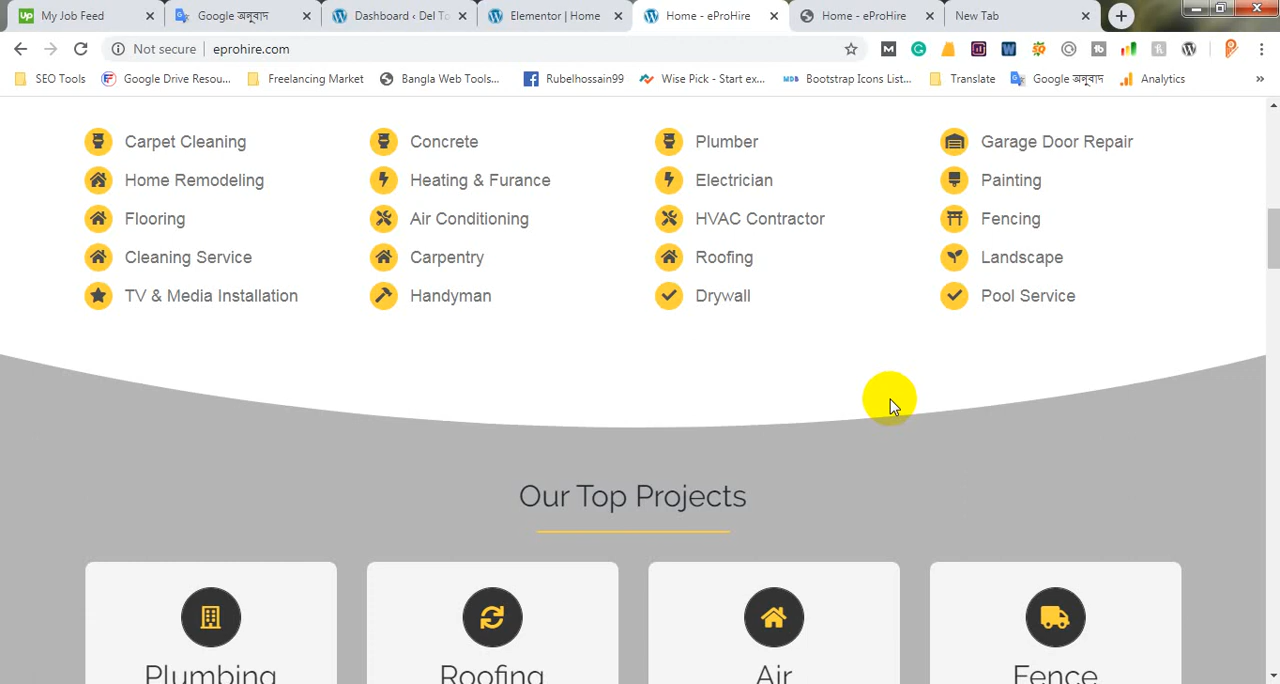 My Job Feed
Google অনুবাদ
Dashboard ‹ Del To
Elementor | Home
Home - eProHire
Home - eProHire
New Tab
Not secure
eprohire.com
SEO Tools
Google Drive Resou...
Freelancing Market
Bangla Web Tools...
Rubelhossain99
Wise Pick - Start ex...
Bootstrap Icons List...
Translate
Google অনুবাদ
Analytics
Carpet Cleaning
Concrete
Plumber
Garage Door Repair
Home Remodeling
Heating & Furance
Electrician
Painting
Flooring
Air Conditioning
HVAC Contractor
Fencing
Cleaning Service
Carpentry
Roofing
Landscape
TV & Media Installation
Handyman
Drywall
Pool Service
Our Top Projects
Plumbing
Roofing
Air
Fence